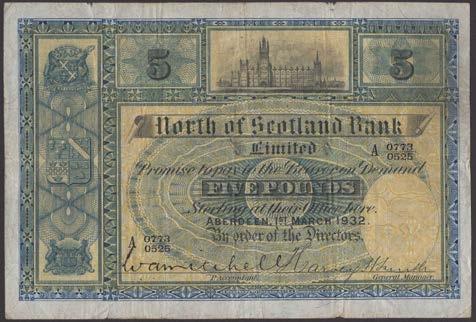 5 5
North of Scotland Bank
Limited
A 0773
0525
Promise to pay to the Bearer on Demand
FIVE POUNDS
Sterling at their Office here.
ABERDEEN, 1ST MARCH 1932.
A 0773
0525
By order of the Directors.
Pr Accountant.
General Manager.